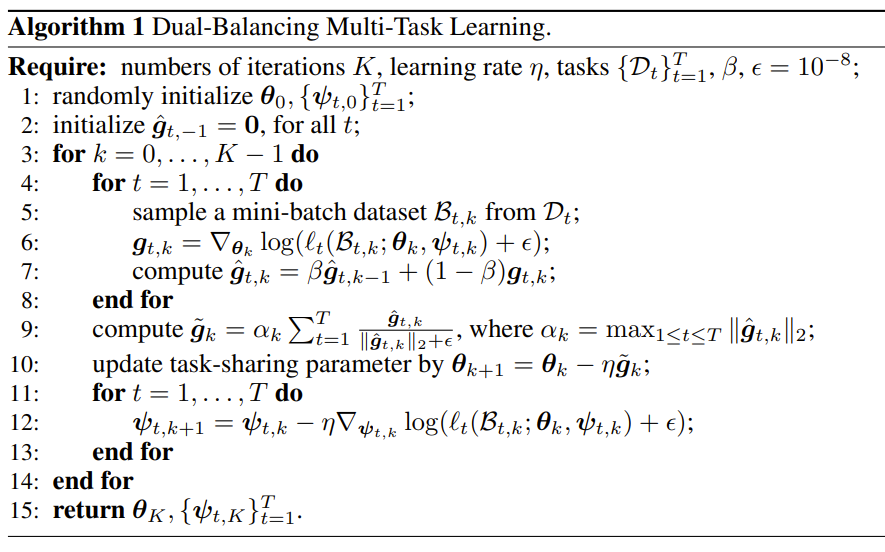 Algorithm 1 Dual-Balancing Multi-Task Learning.
Require: numbers of iterations $K$, learning rate $\eta$, tasks $\{\mathcal{D}_t\}_{t=1}^T$, $\beta$, $\epsilon = 10^{-8}$;
1: randomly initialize $\boldsymbol{\theta}_0, \{\boldsymbol{\psi}_{t,0}\}_{t=1}^T$;
2: initialize $\hat{\boldsymbol{g}}_{t,-1} = \mathbf{0}$, for all $t$;
3: for $k = 0, \dots, K - 1$ do
4: for $t = 1, \dots, T$ do
5: sample a mini-batch dataset $\mathcal{B}_{t,k}$ from $\mathcal{D}_t$;
6: $\boldsymbol{g}_{t,k} = \nabla_{\boldsymbol{\theta}_k} \log(\ell_t(\mathcal{B}_{t,k}; \boldsymbol{\theta}_k, \boldsymbol{\psi}_{t,k}) + \epsilon)$;
7: compute $\hat{\boldsymbol{g}}_{t,k} = \beta \hat{\boldsymbol{g}}_{t,k-1} + (1 - \beta) \boldsymbol{g}_{t,k}$;
8: end for
9: compute $\tilde{\boldsymbol{g}}_k = \alpha_k \sum_{t=1}^T \frac{\hat{\boldsymbol{g}}_{t,k}}{\|\hat{\boldsymbol{g}}_{t,k}\|_2 + \epsilon}$, where $\alpha_k = \max_{1 \leq t \leq T} \|\hat{\boldsymbol{g}}_{t,k}\|_2$;
10: update task-sharing parameter by $\boldsymbol{\theta}_{k+1} = \boldsymbol{\theta}_k - \eta \tilde{\boldsymbol{g}}_k$;
11: for $t = 1, \dots, T$ do
12: $\boldsymbol{\psi}_{t,k+1} = \boldsymbol{\psi}_{t,k} - \eta \nabla_{\boldsymbol{\psi}_{t,k}} \log(\ell_t(\mathcal{B}_{t,k}; \boldsymbol{\theta}_k, \boldsymbol{\psi}_{t,k}) + \epsilon)$;
13: end for
14: end for
15: return $\boldsymbol{\theta}_K, \{\boldsymbol{\psi}_{t,K}\}_{t=1}^T$.